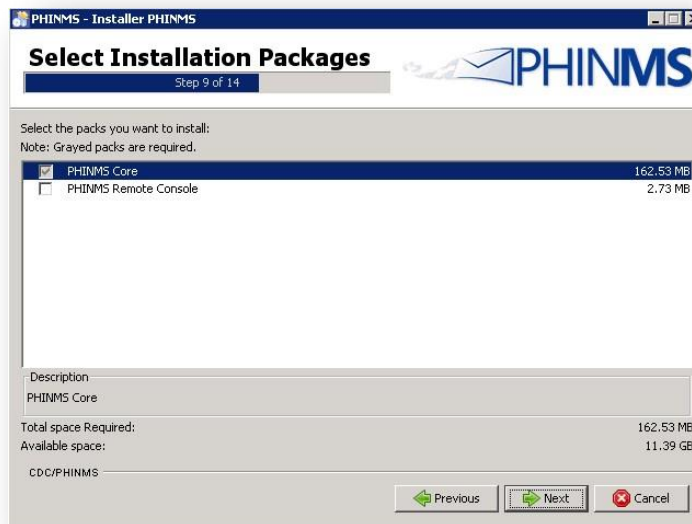 PHINMS - Installer PHINMS
Select Installation Packages
Step 9 of 14
PHINMS
Select the packs you want to install:
Note: Grayed packs are required.
PHINMS Core 162.53 MB
PHINMS Remote Console 2.73 MB
Description
PHINMS Core
Total space Required: 162.53 MB
Available space: 11.39 GB
CDC/PHINMS
Previous Next Cancel